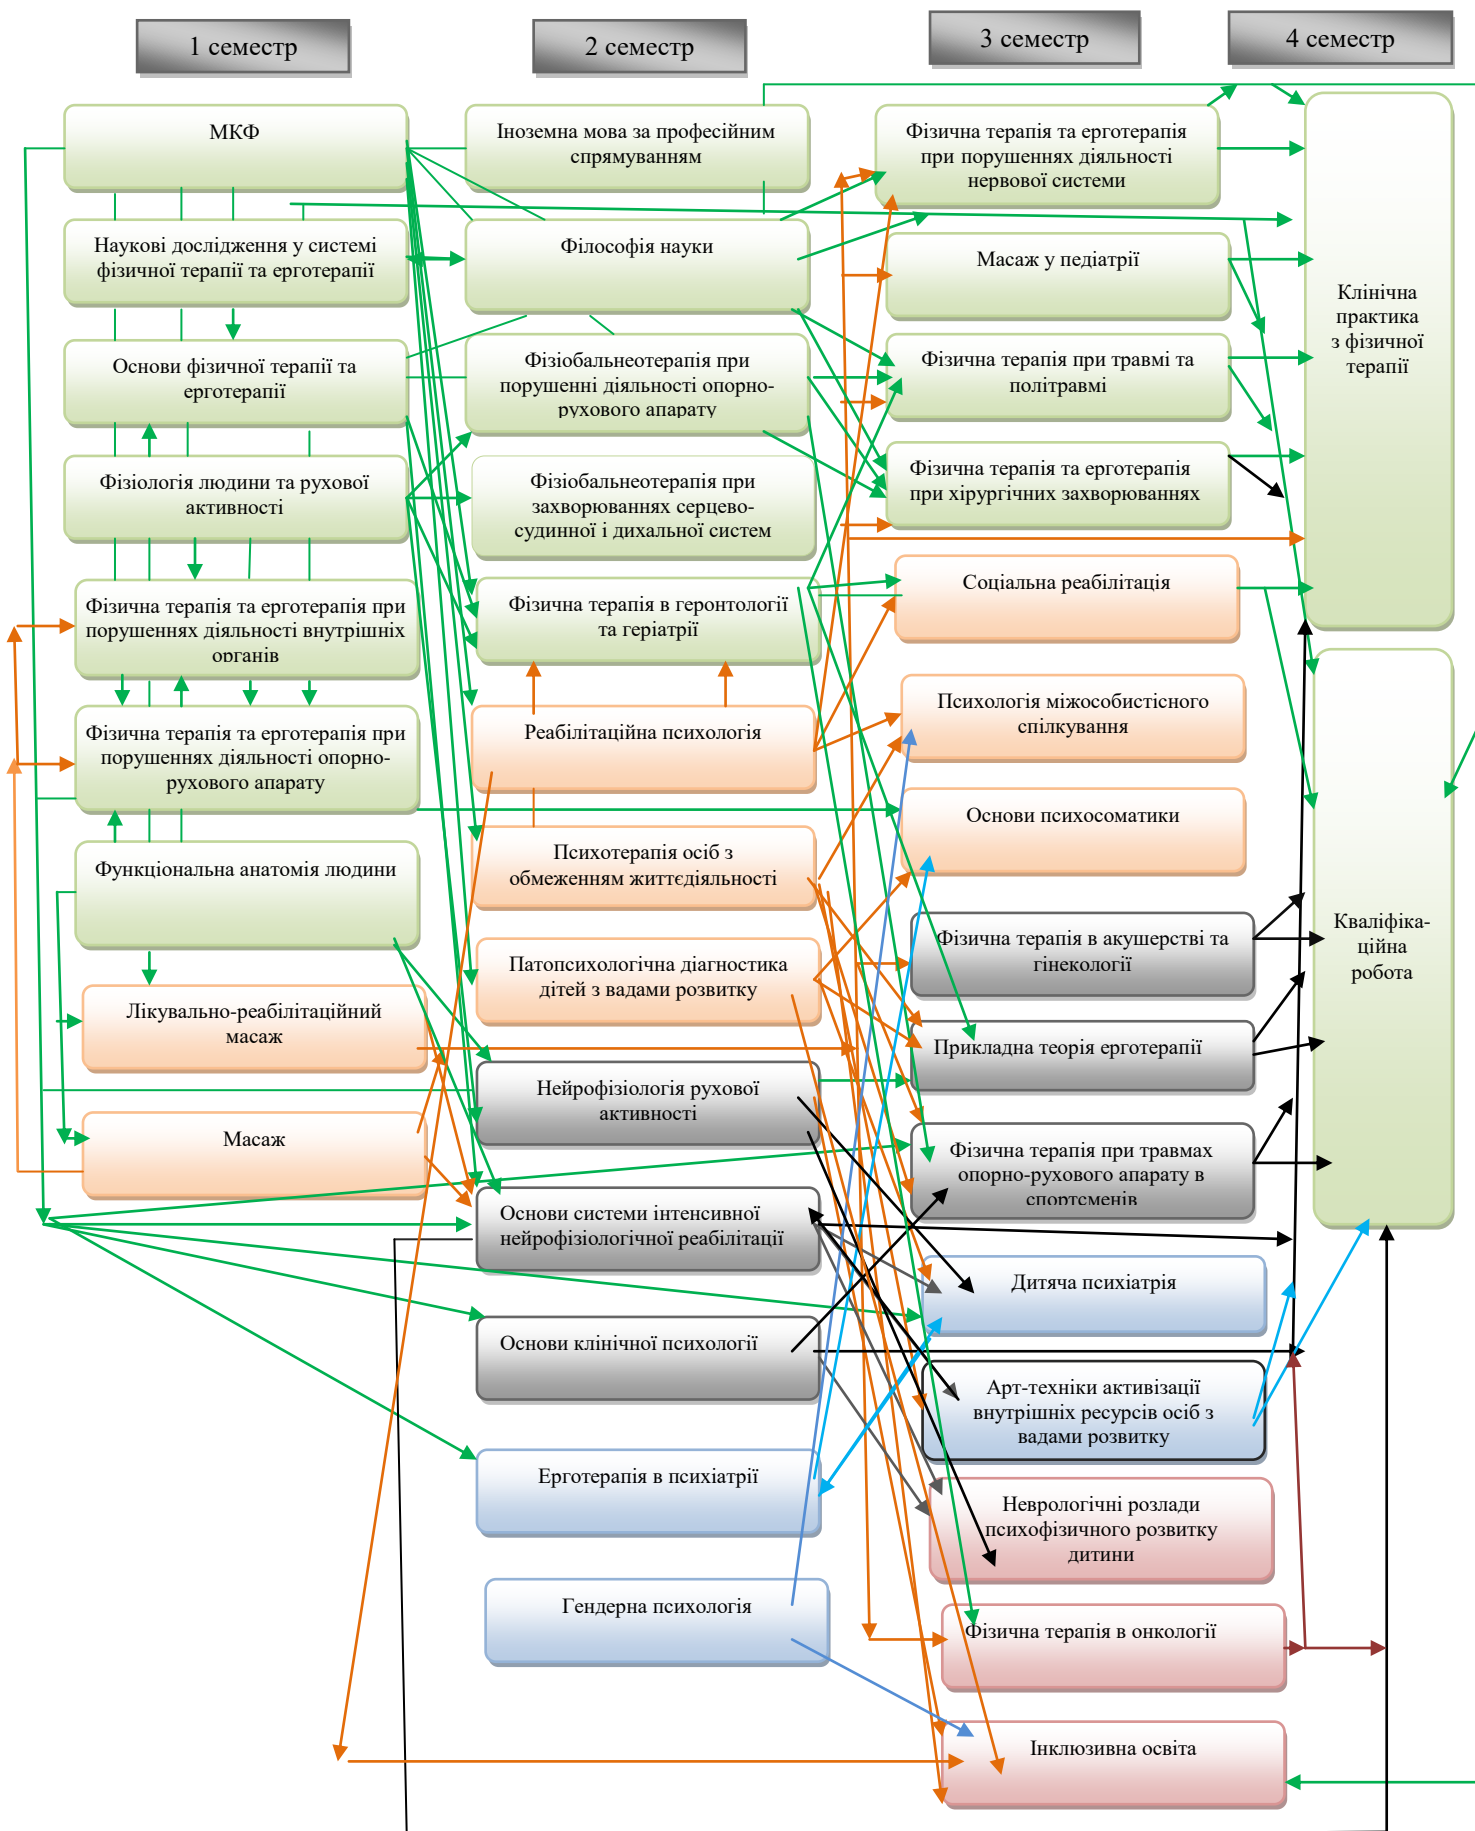 1 семестр
2 семестр
3 семестр
4 семестр
МКФ
Наукові дослідження у системі
фізичної терапії та ерготерапії
Основи фізичної терапії та
ерготерапії
Фізіологія людини та рухової
активності
Фізична терапія та ерготерапія при
порушеннях діяльності внутрішніх
органів
Фізична терапія та ерготерапія при
порушеннях діяльності опорно-
рухового апарату
Функціональна анатомія людини
Лікувально-реабілітаційний
масаж
Масаж
Іноземна мова за професійним
спрямуванням
Філософія науки
Фізіобальнеотерапія при
порушенні діяльності опорно-
рухового апарату
Фізіобальнеотерапія при
захворюваннях серцево-
судинної і дихальної систем
Фізична терапія в геронтології
та геріатрії
Реабілітаційна психологія
Психотерапія осіб з
обмеженням життєдіяльності
Патопсихологічна діагностика
дітей з вадами розвитку
Нейрофізіологія рухової
активності
Основи системи інтенсивної
нейрофізіологічної реабілітації
Основи клінічної психології
Ерготерапія в психіатрії
Гендерна психологія
Фізична терапія та ерготерапія
при порушеннях діяльності
нервової системи
Масаж у педіатрії
Фізична терапія при травмі та
політравмі
Фізична терапія та ерготерапія
при хірургічних захворюваннях
Соціальна реабілітація
Психологія міжособистісного
спілкування
Основи психосоматики
Фізична терапія в акушерстві та
гінекології
Прикладна теорія ерготерапії
Фізична терапія при травмах
опорно-рухового апарату в
спортсменів
Дитяча психіатрія
Арт-техніки активізації
внутрішніх ресурсів осіб з
вадами розвитку
Неврологічні розлади
психофізичного розвитку
дитини
Фізична терапія в онкології
Інклюзивна освіта
Клінічна
практика
з фізичної
терапії
Кваліфіка-
ційна
робота